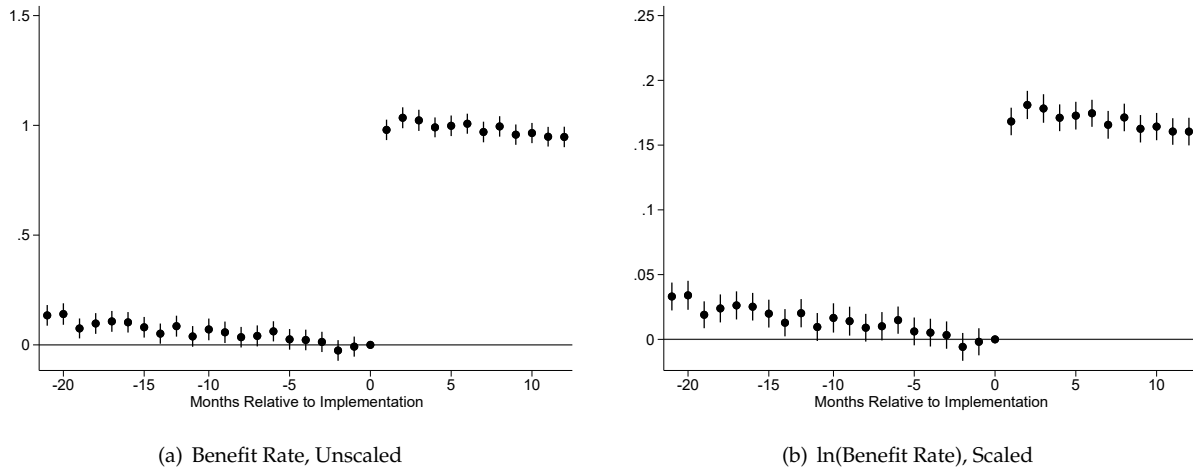 1.5
1
.5
0
-20 -15 -10 -5 0 5 10
Months Relative to Implementation
(a) Benefit Rate, Unscaled
.25
.2
.15
.1
.05
0
-20 -15 -10 -5 0 5 10
Months Relative to Implementation
(b) ln(Benefit Rate), Scaled